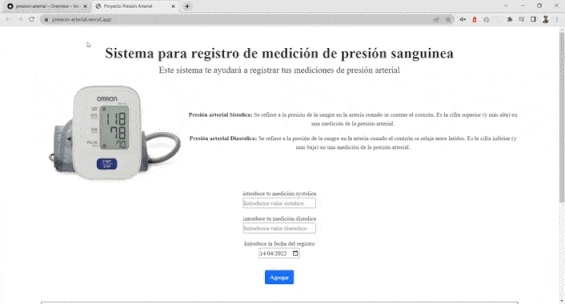 presion-arterial – Overview – Ve
Proyecto Presión Arterial
presion-arterial.vercel.app
Sistema para registro de medición de presión sanguinea
Este sistema te ayudará a registrar tus mediciones de presión arterial
OMRON
118
78
70
Presión arterial Sistolica: Se refiere a la presión de la sangre en la arteria cuando se contrae el corazón. Es la cifra superior (y mas alta) en
una medición de la presión arterial.
Presión arterial Diastolica: Se refiere a la presión de la sangre en la arteria cuando el corazón se relaja entre latidos. Es la cifra inferior (y
mas baja) en una medición de la presión arterial.
introduce tu medición systolica
Introduzca valor sistolico
introduce tu medición distolica
Introduzca valor diastolico
Introduce la fecha del registro
14/04/2022
Agregar